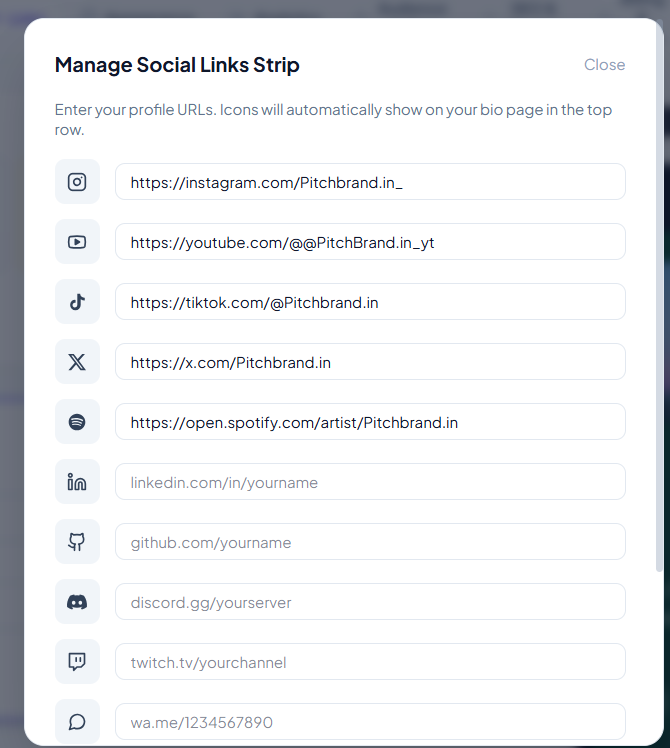 Manage Social Links Strip
Close
Enter your profile URLs. Icons will automatically show on your bio page in the top
row.
https://instagram.com/Pitchbrand.in_
https://youtube.com/@@PitchBrand.in_yt
https://tiktok.com/@Pitchbrand.in
https://x.com/Pitchbrand.in
https://open.spotify.com/artist/Pitchbrand.in
linkedin.com/in/yourname
github.com/yourname
discord.gg/yourserver
twitch.tv/yourchannel
wa.me/1234567890